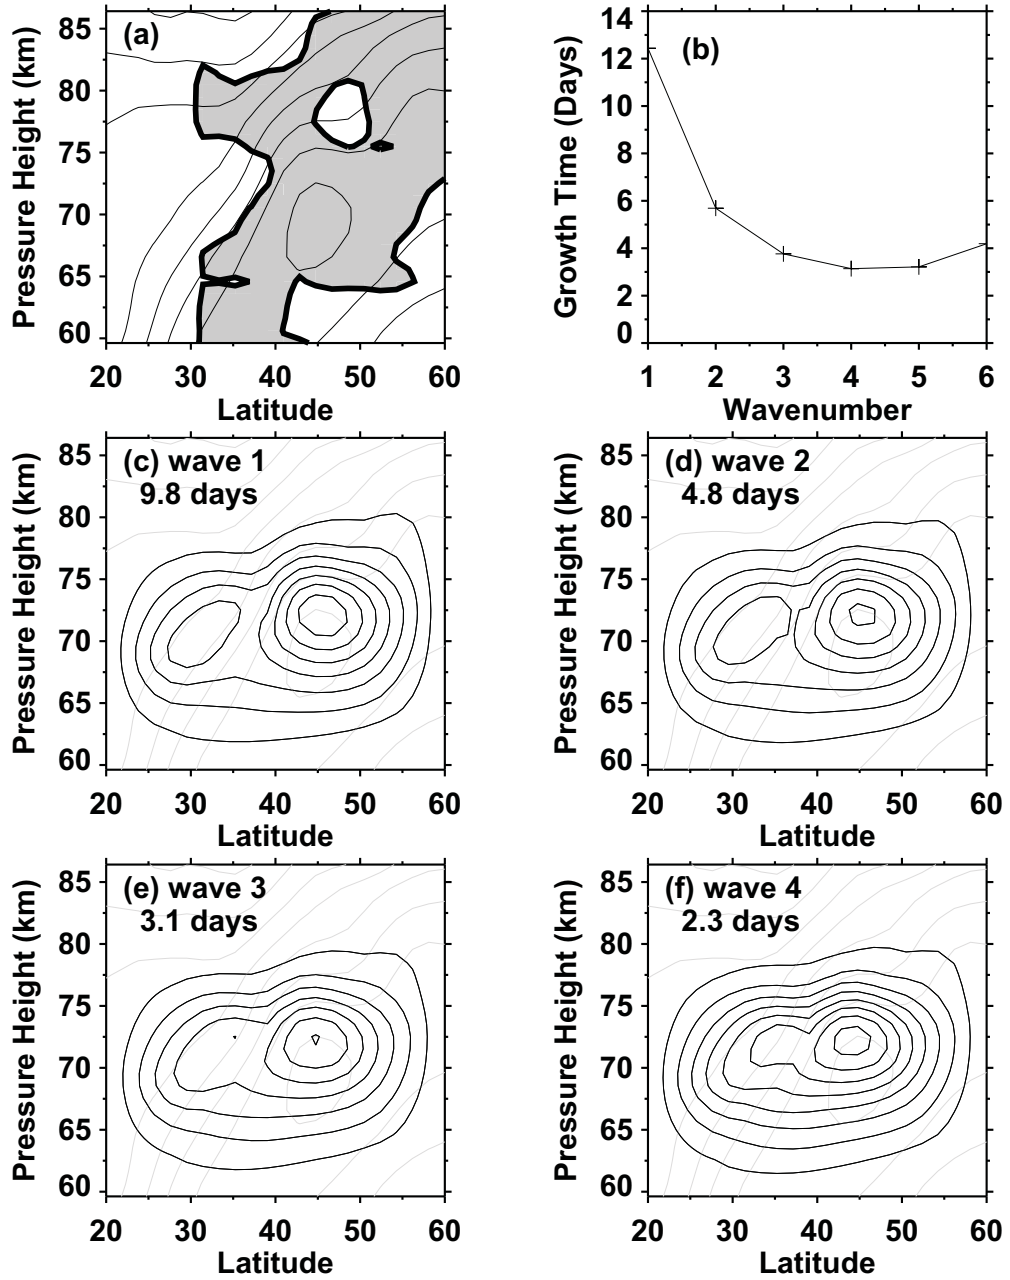 (a)
Pressure Height (km)
85
80
75
70
65
60
20 30 40 50 60
Latitude
(b)
Growth Time (Days)
14
12
10
8
6
4
2
0
1 2 3 4 5 6
Wavenumber
(c) wave 1
9.8 days
Pressure Height (km)
85
80
75
70
65
60
20 30 40 50 60
Latitude
(d) wave 2
4.8 days
Pressure Height (km)
85
80
75
70
65
60
20 30 40 50 60
Latitude
(e) wave 3
3.1 days
Pressure Height (km)
85
80
75
70
65
60
20 30 40 50 60
Latitude
(f) wave 4
2.3 days
Pressure Height (km)
85
80
75
70
65
60
20 30 40 50 60
Latitude